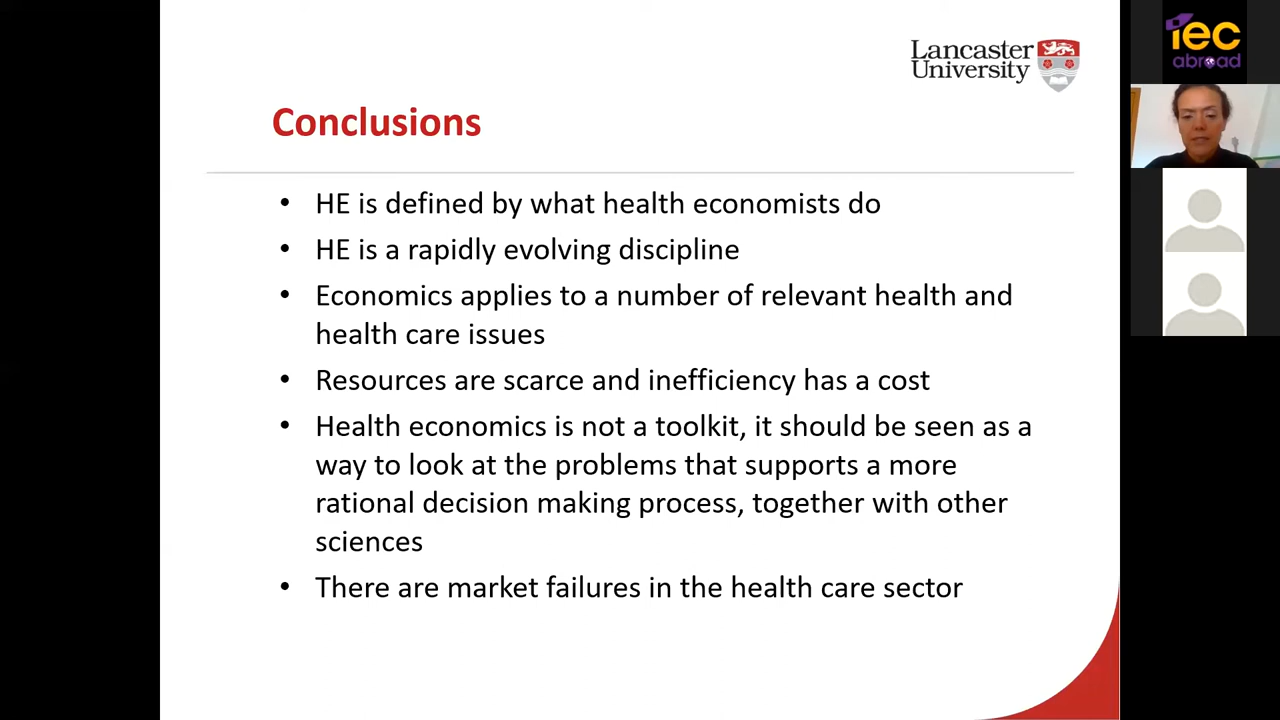 Lancaster
University
iec
abroad
Conclusions
• HE is defined by what health economists do
• HE is a rapidly evolving discipline
• Economics applies to a number of relevant health and
health care issues
• Resources are scarce and inefficiency has a cost
• Health economics is not a toolkit, it should be seen as a
way to look at the problems that supports a more
rational decision making process, together with other
sciences
• There are market failures in the health care sector